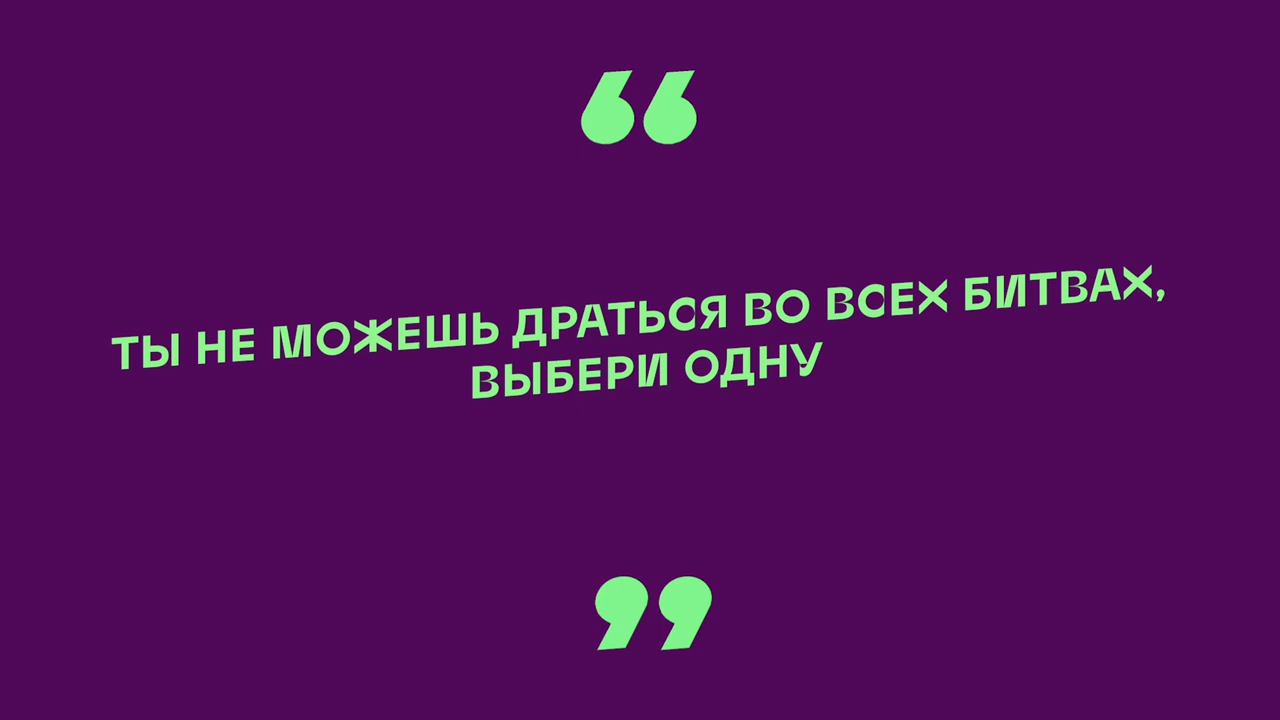 “
ТЫ НЕ МОЖЕШЬ ДРАТЬСЯ ВО ВСЕХ БИТВАХ,
ВЫБЕРИ ОДНУ
”